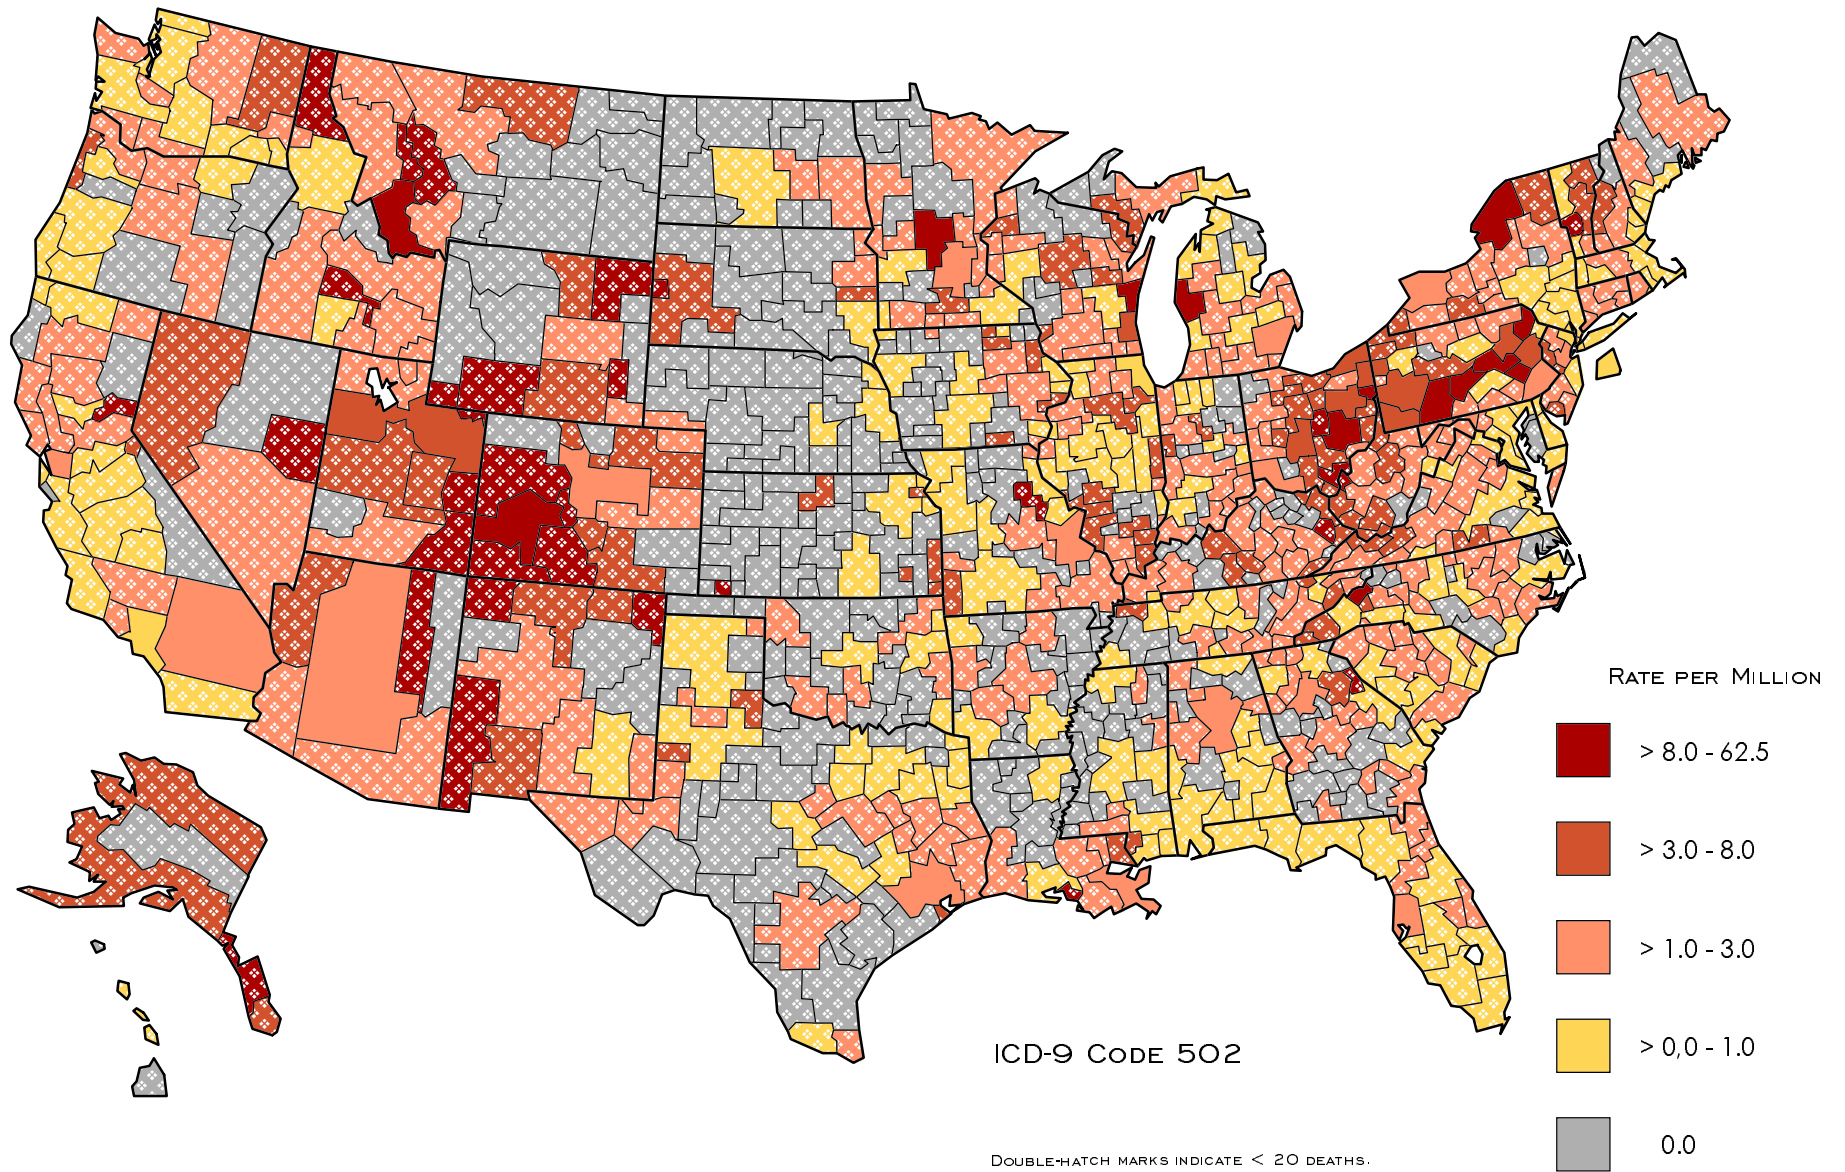 Rate per Million
> 8.0 - 62.5
> 3.0 - 8.0
> 1.0 - 3.0
> 0,0 - 1.0
0.0
ICD-9 Code 502
Double-hatch marks indicate < 20 deaths.